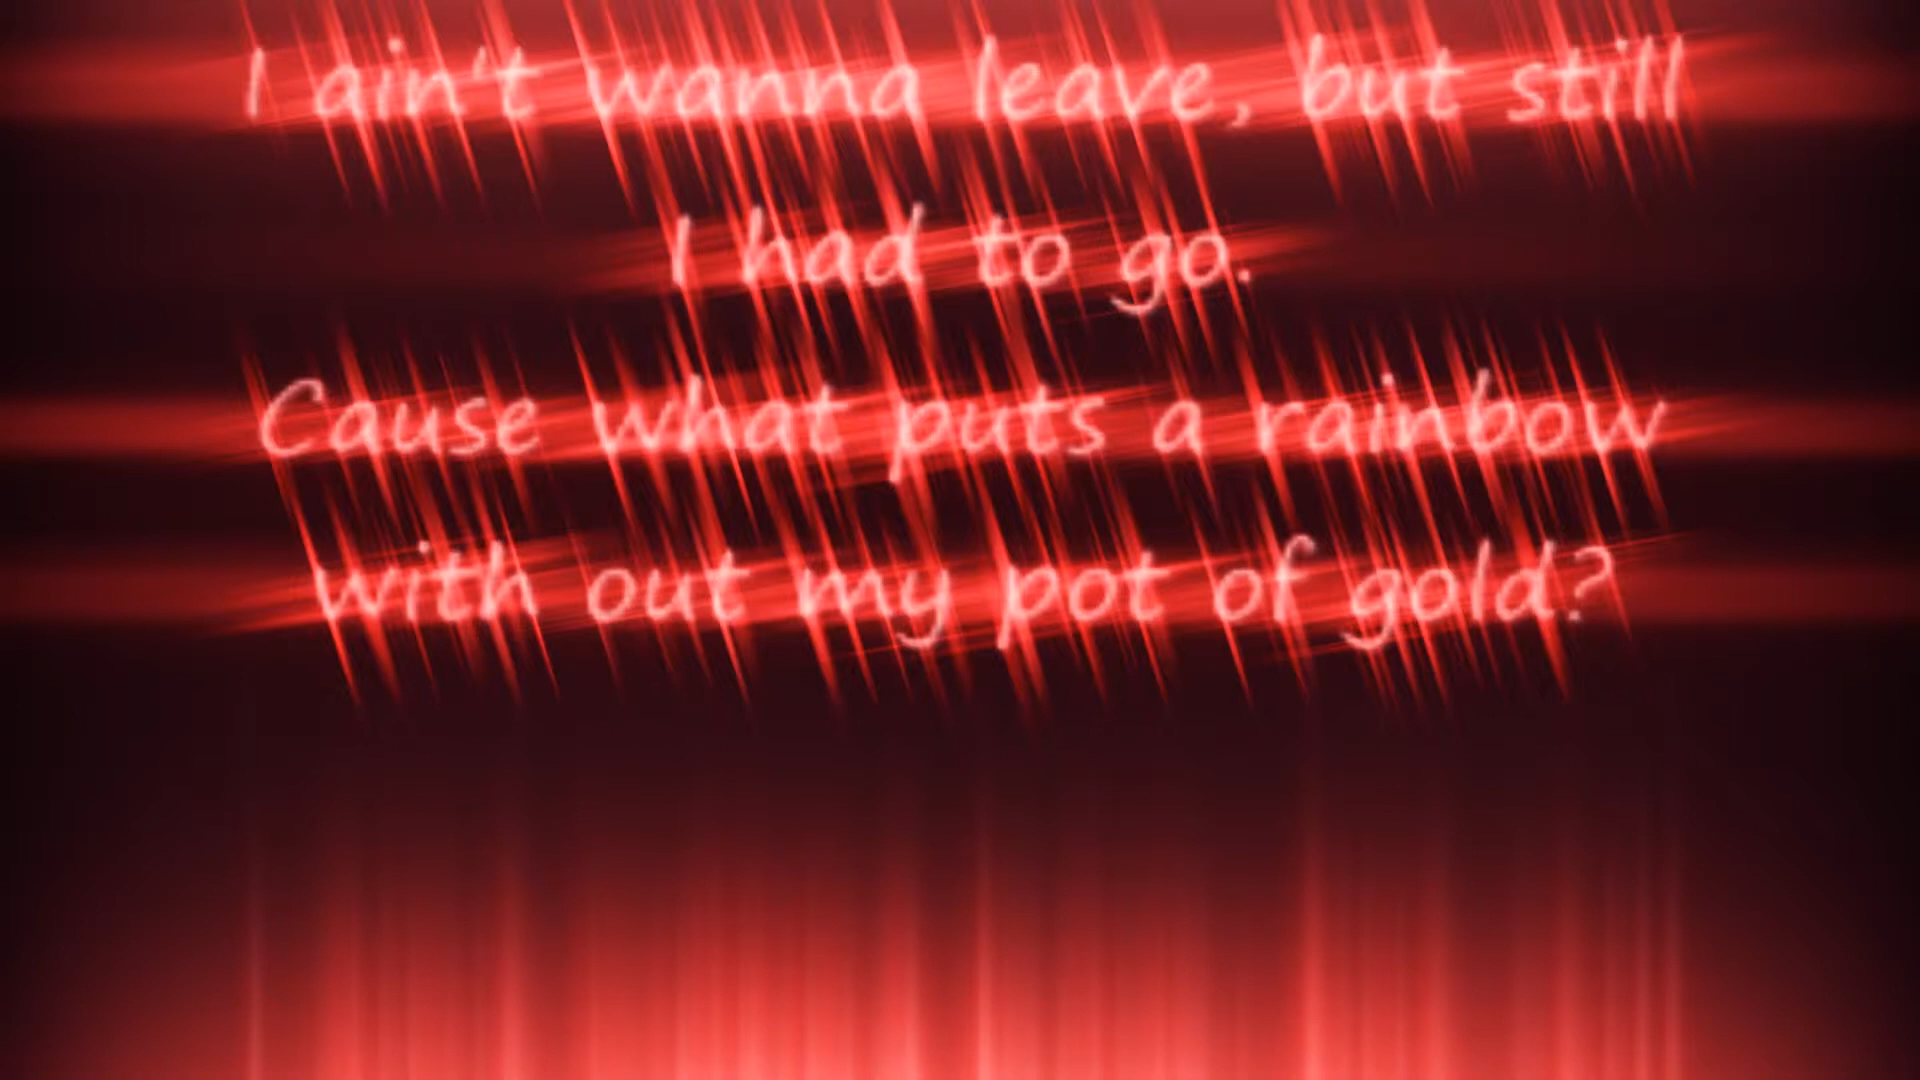 I ain't wanna leave, but still
I had to go.
Cause what puts a rainbow
with out my pot of gold?